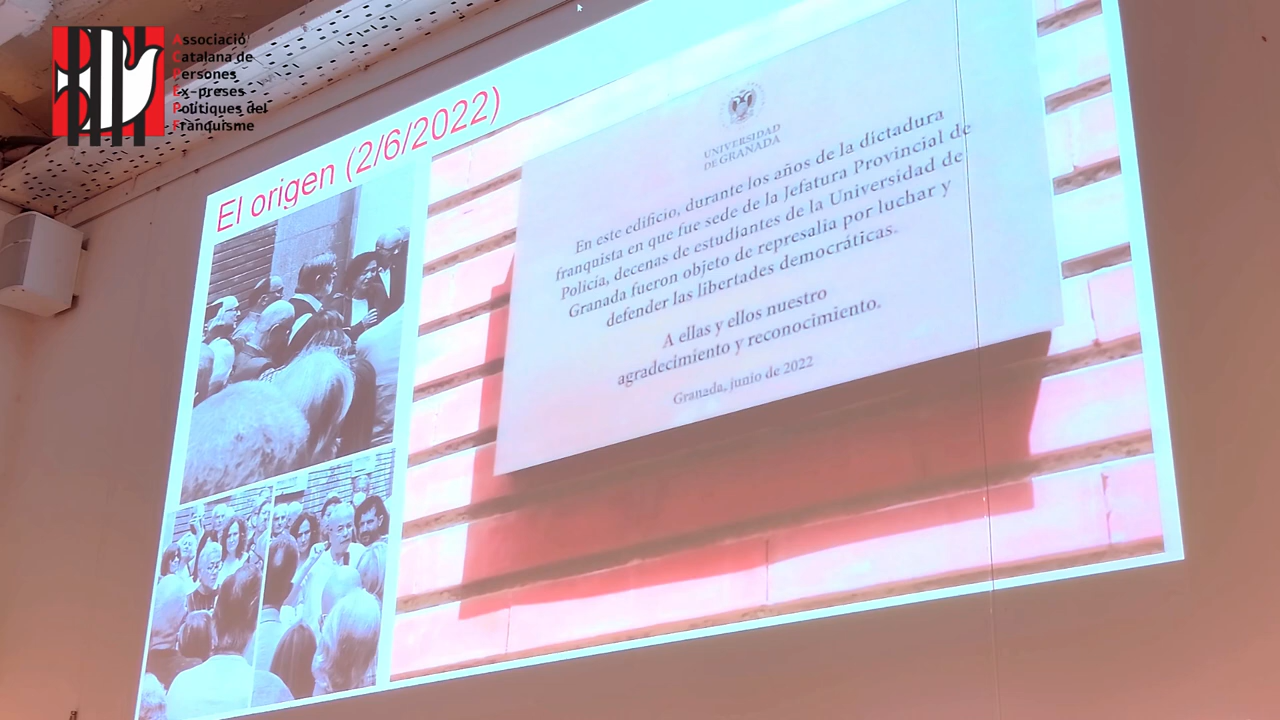 Associació
Catalana de
Persones
Ex-preses
Polítiques del
Franquisme
El origen (2/6/2022)
UNIVERSIDAD
DE GRANADA
En este edificio, durante los años de la dictadura
franquista en que fue sede de la Jefatura Provincial de
Policía, decenas de estudiantes de la Universidad de
Granada fueron objeto de represalia por luchar y
defender las libertades democráticas.
A ellas y ellos nuestro
agradecimiento y reconocimiento.
Granada, junio de 2022